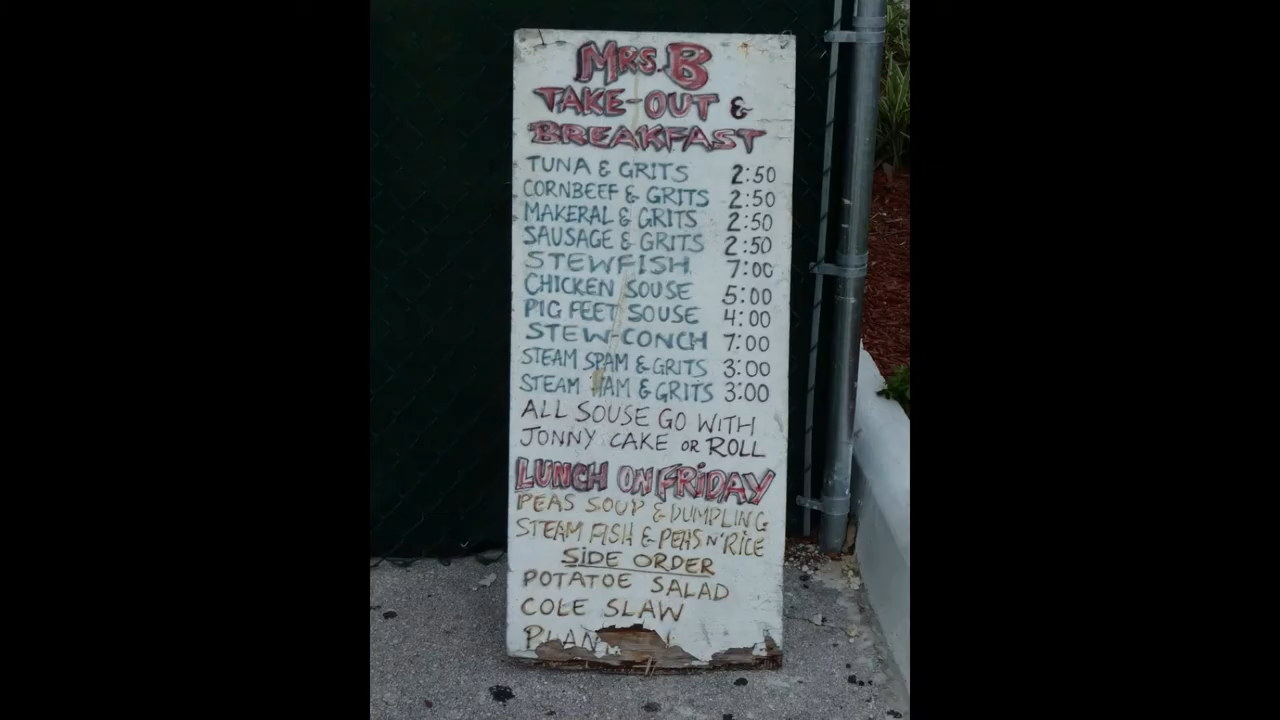 MRS. B
TAKE-OUT &
BREAKFAST
TUNA & GRITS 2:50
CORNBEEF & GRITS 2:50
MAKERAL & GRITS 2:50
SAUSAGE & GRITS 2:50
STEWFISH 7:00
CHICKEN SOUSE 5:00
PIG FEET SOUSE 4:00
STEW-CONCH 7:00
STEAM SPAM & GRITS 3:00
STEAM HAM & GRITS 3:00
ALL SOUSE GO WITH
JONNY CAKE OR ROLL
LUNCH ON FRIDAY
PEAS SOUP & DUMPLING
STEAM FISH & PEAS N' RICE
SIDE ORDER
POTATOE SALAD
COLE SLAW